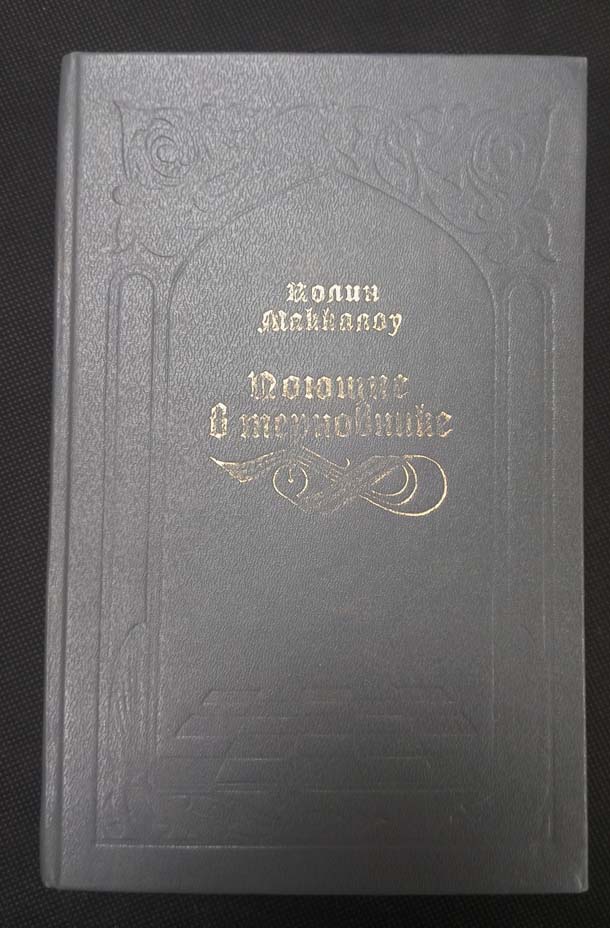 Колин
Маккалоу
Поющие
в терновнике